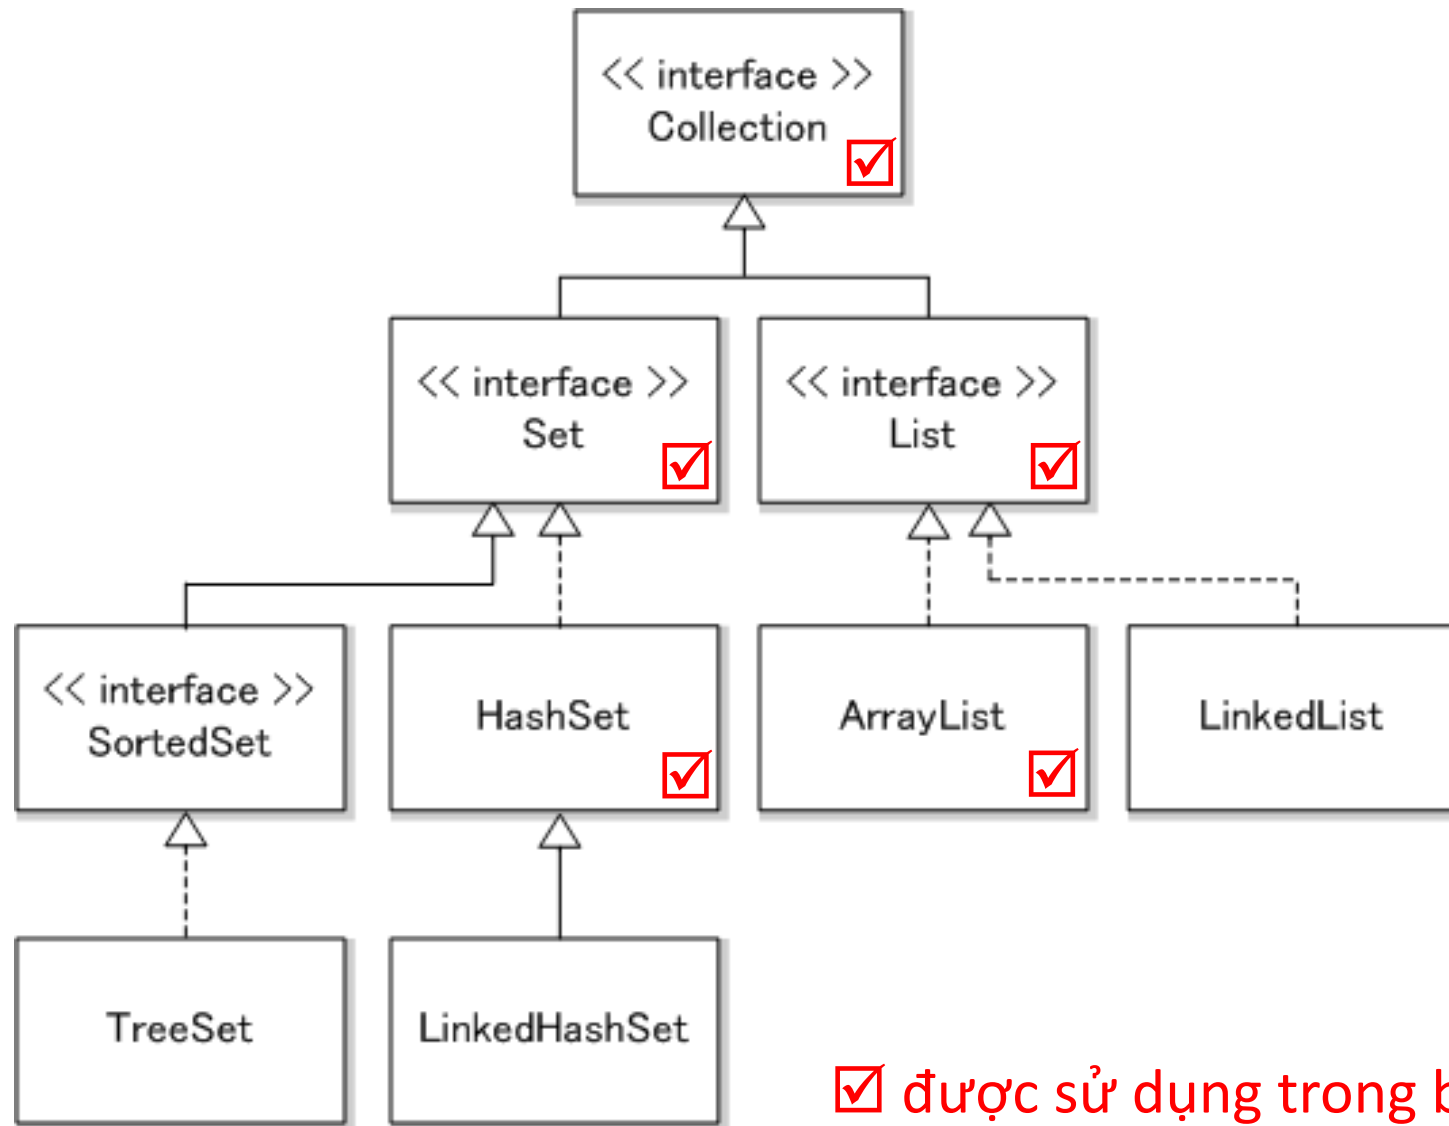 << interface >>
Collection
<< interface >>
Set
<< interface >>
List
<< interface >>
SortedSet
HashSet
ArrayList
LinkedList
TreeSet
LinkedHashSet
được sử dụng trong